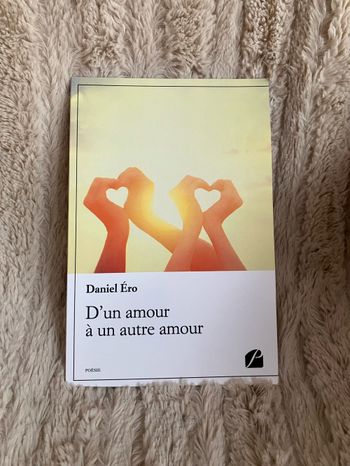 Daniel Éro
D'un amour
à un autre amour
POÉSIE